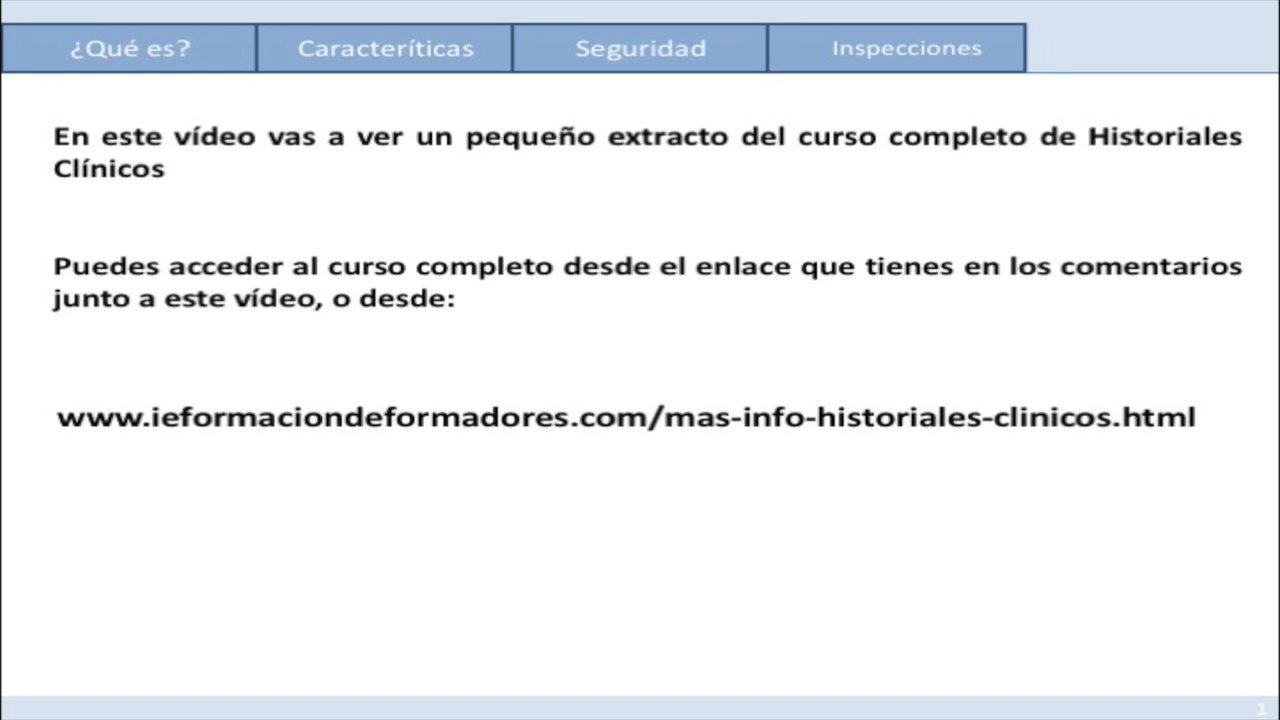 ¿Qué es?
Caracteríticas
Seguridad
Inspecciones
En este vídeo vas a ver un pequeño extracto del curso completo de Historiales
Clínicos
Puedes acceder al curso completo desde el enlace que tienes en los comentarios
junto a este vídeo, o desde:
www.ieformaciondeformadores.com/mas-info-historiales-clinicos.html
1